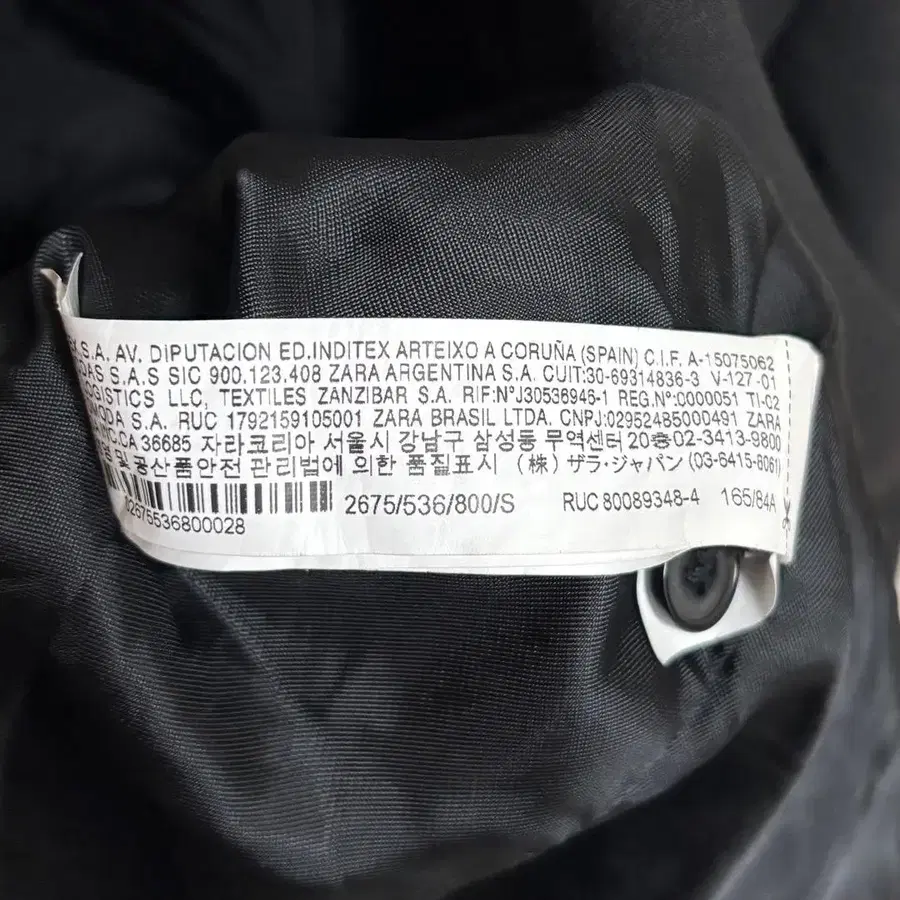 S.A. AV. DiPUTACION ED.INDITEX ARTEIXO A CORUÑA (SPAIN) C.I.F. A-15075062
S.A.S SIC 900.123.408 ZARA ARGENTINA S.A. CUIT:30-69314836-3 V-127-01
LLC, TEXTILES ZANZIBAR S.A. RIF:N°J30536946-1 REG.N°:0000051 TI-02
MODA S.A. RUC 1792159105001 ZARA BRASIL LTDA. CNPJ:02952485000491 ZARA
CA 36685 자라코리아 서울시 강남구 삼성동 무역센터 20층02-3413-9800
및 공산품안전 관리법에 의한 품질표시 (株) ザラ・ジャパン (03-6415-8061)
2675/536/800/S RUC 80089348-4 165/84A
02675536800028